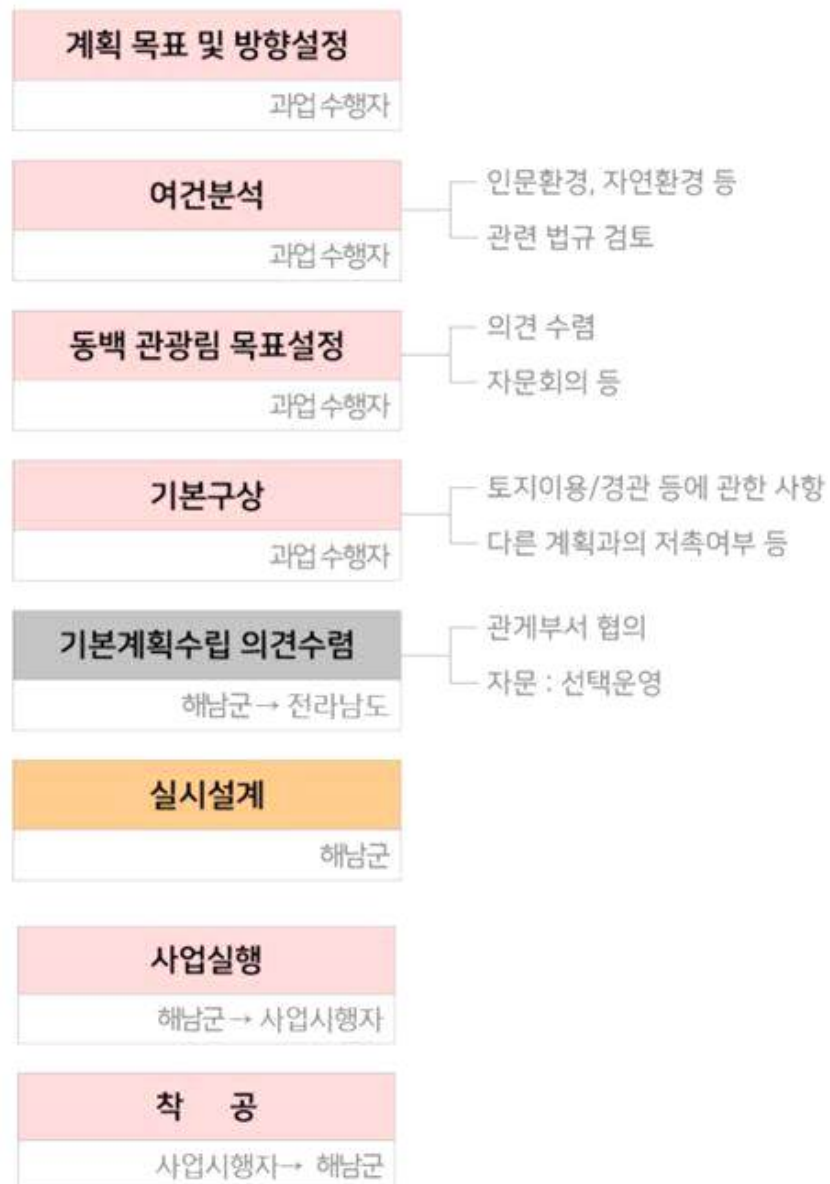 계획 목표 및 방향설정
과업 수행자
여건분석
과업 수행자
인문환경, 자연환경 등
관련 법규 검토
동백 관광림 목표설정
과업 수행자
의견 수렴
자문회의 등
기본구상
과업 수행자
토지이용/경관 등에 관한 사항
다른 계획과의 저촉여부 등
기본계획수립 의견수렴
해남군→ 전라남도
관게부서 협의
자문 : 선택운영
실시설계
해남군
사업실행
해남군→ 사업시행자
착 공
사업시행자→ 해남군